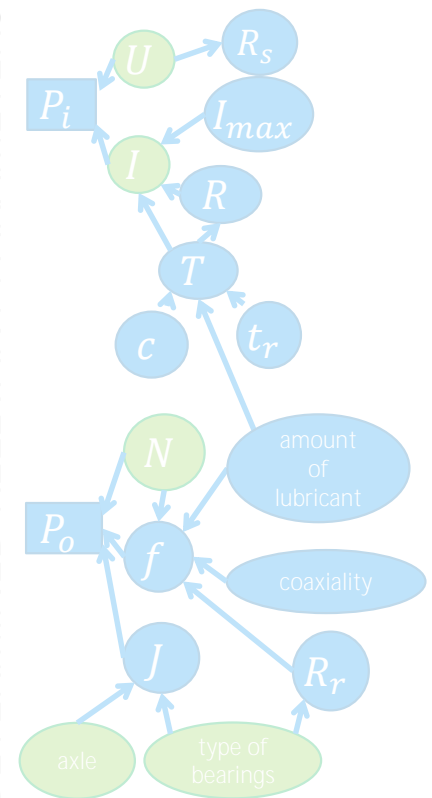 U
R_s
P_i
I_max
I
R
T
c
t_r
N
amount
of
lubricant
P_o
f
coaxiality
J
R_r
axle
type of
bearings